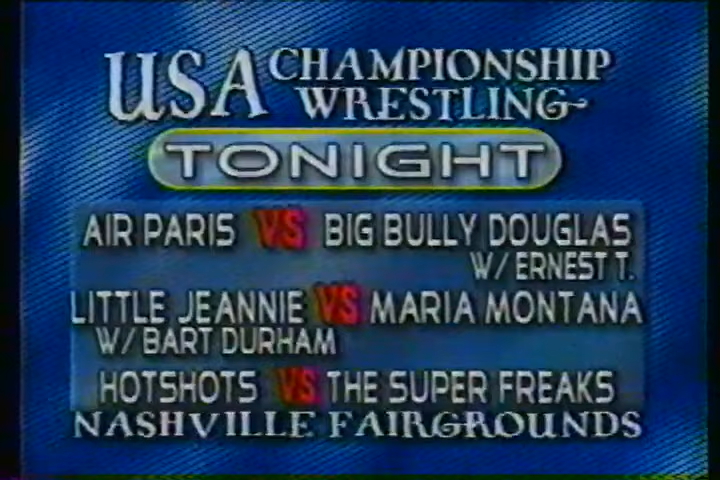 USA CHAMPIONSHIP
WRESTLING
TONIGHT
AIR PARIS VS BIG BULLY DOUGLAS
W/ ERNEST T.
LITTLE JEANNIE VS MARIA MONTANA
W/ BART DURHAM
HOTSHOTS VS THE SUPER FREAKS
NASHVILLE FAIRGROUNDS